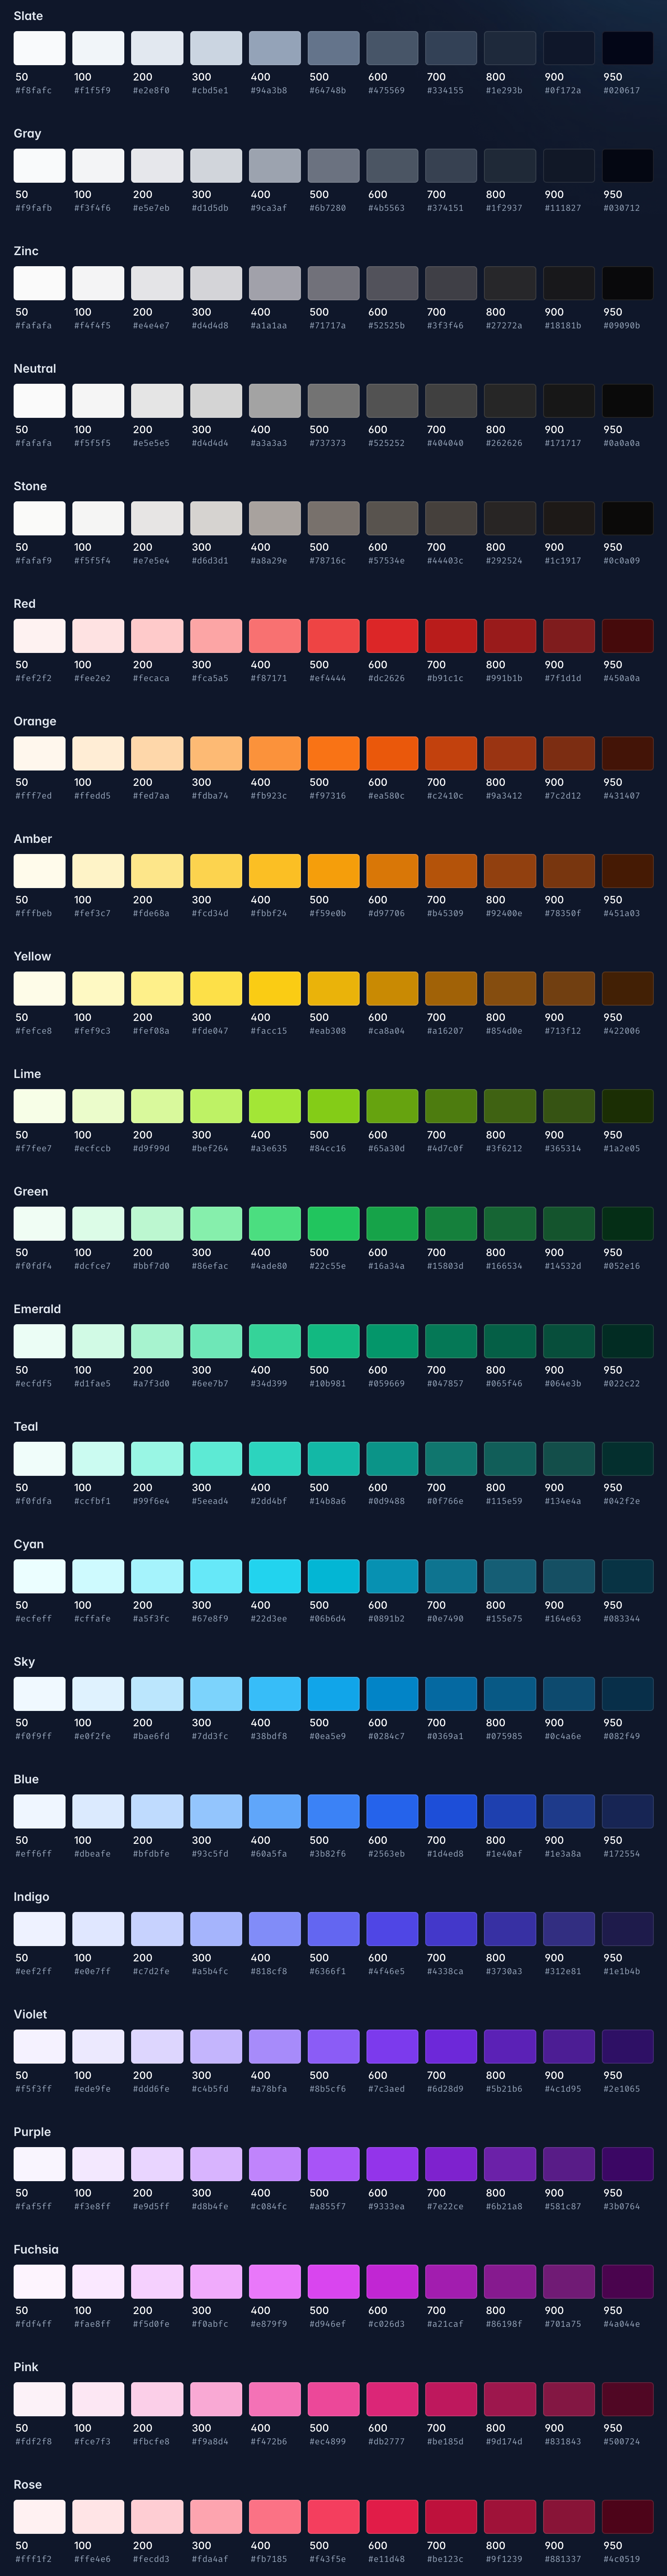 Slate
50 100 200 300 400 500 600 700 800 900 950
#f8fafc #f1f5f9 #e2e8f0 #cbd5e1 #94a3b8 #64748b #475569 #334155 #1e293b #0f172a #020617
Gray
50 100 200 300 400 500 600 700 800 900 950
#f9fafb #f3f4f6 #e5e7eb #d1d5db #9ca3af #6b7280 #4b5563 #374151 #1f2937 #111827 #030712
Zinc
50 100 200 300 400 500 600 700 800 900 950
#fafafa #f4f4f5 #e4e4e7 #d4d4d8 #a1a1aa #71717a #52525b #3f3f46 #27272a #18181b #09090b
Neutral
50 100 200 300 400 500 600 700 800 900 950
#fafafa #f5f5f5 #e5e5e5 #d4d4d4 #a3a3a3 #737373 #525252 #404040 #262626 #171717 #0a0a0a
Stone
50 100 200 300 400 500 600 700 800 900 950
#fafaf9 #f5f5f4 #e7e5e4 #d6d3d1 #a8a29e #78716c #57534e #44403c #292524 #1c1917 #0c0a09
Red
50 100 200 300 400 500 600 700 800 900 950
#fef2f2 #fee2e2 #fecaca #fca5a5 #f87171 #ef4444 #dc2626 #b91c1c #991b1b #7f1d1d #450a0a
Orange
50 100 200 300 400 500 600 700 800 900 950
#fff7ed #ffedd5 #fed7aa #fdba74 #fb923c #f97316 #ea580c #c2410c #9a3412 #7c2d12 #431407
Amber
50 100 200 300 400 500 600 700 800 900 950
#fffbeb #fef3c7 #fde68a #fcd34d #fbbf24 #f59e0b #d97706 #b45309 #92400e #78350f #451a03
Yellow
50 100 200 300 400 500 600 700 800 900 950
#fefce8 #fef9c3 #fef08a #fde047 #facc15 #eab308 #ca8a04 #a16207 #854d0e #713f12 #422006
Lime
50 100 200 300 400 500 600 700 800 900 950
#f7fee7 #ecfccb #d9f99d #bef264 #a3e635 #84cc16 #65a30d #4d7c0f #3f6212 #365314 #1a2e05
Green
50 100 200 300 400 500 600 700 800 900 950
#f0fdf4 #dcfce7 #bbf7d0 #86efac #4ade80 #22c55e #16a34a #15803d #166534 #14532d #052e16
Emerald
50 100 200 300 400 500 600 700 800 900 950
#ecfdf5 #d1fae5 #a7f3d0 #6ee7b7 #34d399 #10b981 #059669 #047857 #065f46 #064e3b #022c22
Teal
50 100 200 300 400 500 600 700 800 900 950
#f0fdfa #ccfbf1 #99f6e4 #5eead4 #2dd4bf #14b8a6 #0d9488 #0f766e #115e59 #134e4a #042f2e
Cyan
50 100 200 300 400 500 600 700 800 900 950
#ecfeff #cffafe #a5f3fc #67e8f9 #22d3ee #06b6d4 #0891b2 #0e7490 #155e75 #164e63 #083344
Sky
50 100 200 300 400 500 600 700 800 900 950
#f0f9ff #e0f2fe #bae6fd #7dd3fc #38bdf8 #0ea5e9 #0284c7 #0369a1 #075985 #0c4a6e #082f49
Blue
50 100 200 300 400 500 600 700 800 900 950
#eff6ff #dbeafe #bfdbfe #93c5fd #60a5fa #3b82f6 #2563eb #1d4ed8 #1e40af #1e3a8a #172554
Indigo
50 100 200 300 400 500 600 700 800 900 950
#eef2ff #e0e7ff #c7d2fe #a5b4fc #818cf8 #6366f1 #4f46e5 #4338ca #3730a3 #312e81 #1e1b4b
Violet
50 100 200 300 400 500 600 700 800 900 950
#f5f3ff #ede9fe #ddd6fe #c4b5fd #a78bfa #8b5cf6 #7c3aed #6d28d9 #5b21b6 #4c1d95 #2e1065
Purple
50 100 200 300 400 500 600 700 800 900 950
#faf5ff #f3e8ff #e9d5ff #d8b4fe #c084fc #a855f7 #9333ea #7e22ce #6b21a8 #581c87 #3b0764
Fuchsia
50 100 200 300 400 500 600 700 800 900 950
#fdf4ff #fae8ff #f5d0fe #f0abfc #e879f9 #d946ef #c026d3 #a21caf #86198f #701a75 #4a044e
Pink
50 100 200 300 400 500 600 700 800 900 950
#fdf2f8 #fce7f3 #fbcfe8 #f9a8d4 #f472b6 #ec4899 #db2777 #be185d #9d174d #831843 #500724
Rose
50 100 200 300 400 500 600 700 800 900 950
#fff1f2 #ffe4e6 #fecdd3 #fda4af #fb7185 #f43f5e #e11d48 #be123c #9f1239 #881337 #4c0519